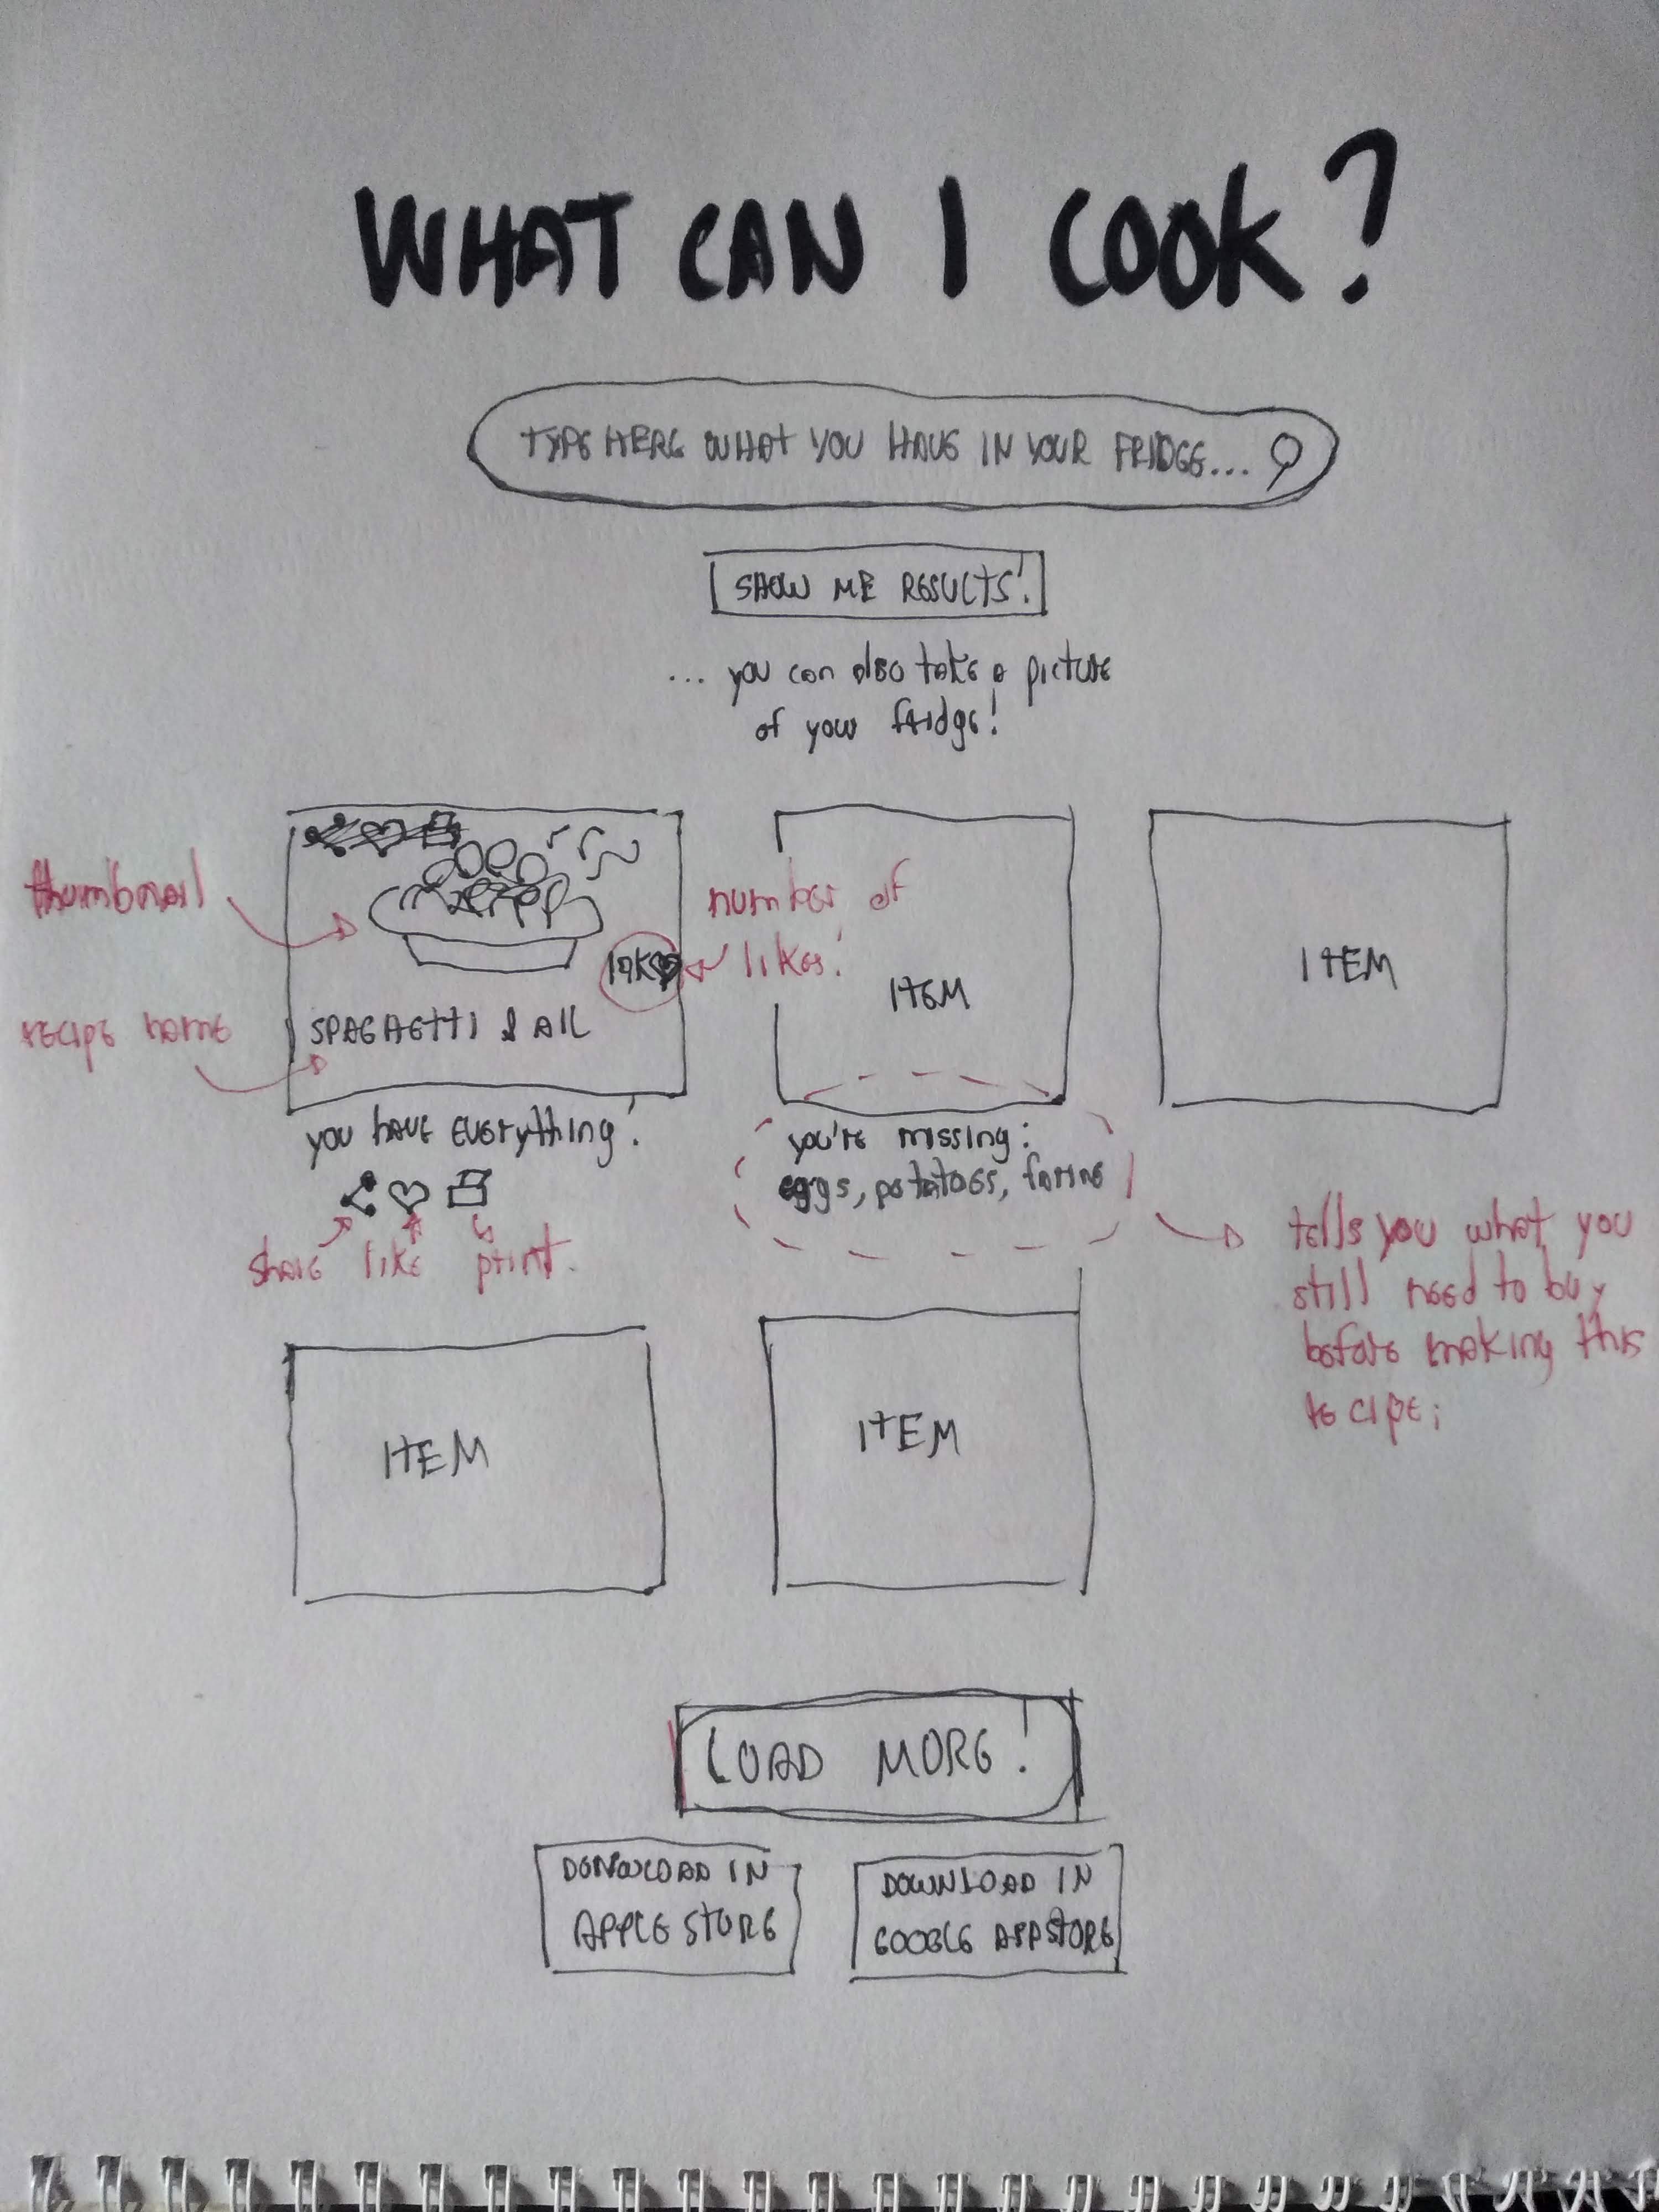 WHAT CAN I COOK?
TYPE HERE WHAT YOU HAVE IN YOUR FRIDGE...
SHOW ME RESULTS!
... you can also take a picture
of your fridge!
thumbnail
number of
likes!
ITEM
ITEM
recipe name
SPAGHETTI & AIL
you have everything!
share like print.
you're missing:
eggs, potatoes, farine
tells you what you
still need to buy
before making this
recipe;
ITEM
ITEM
LOAD MORE!
DOWNLOAD IN
APPLE STORE
DOWNLOAD IN
GOOGLE APPSTORE